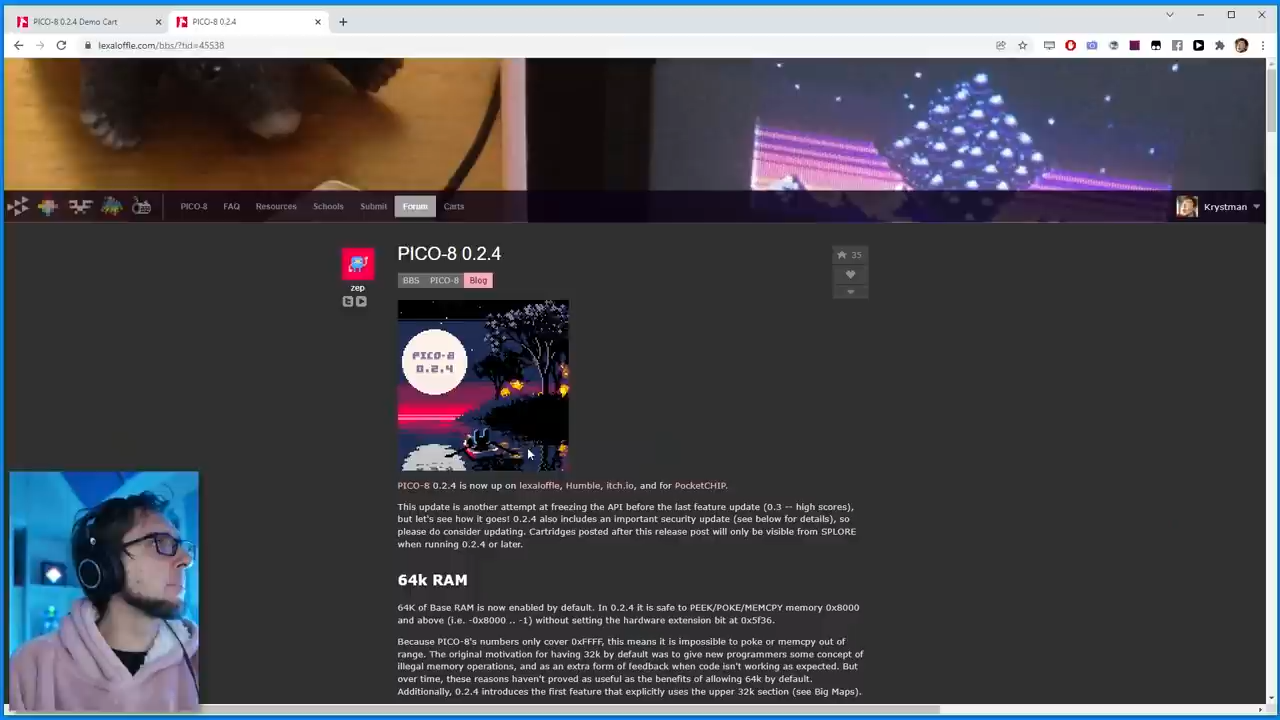 PICO-8 0.2.4 Demo Cart
PICO-8 0.2.4
lexaloffle.com/bbs/?tid=45538
PICO-8
FAQ
Resources
Schools
Submit
Forum
Carts
Krystman
zep
PICO-8 0.2.4
35
BBS
PICO-8
Blog
PICO-8
0.2.4
PICO-8 0.2.4 is now up on lexaloffle, Humble, itch.io, and for PocketCHIP.
This update is another attempt at freezing the API before the last feature update (0.3 -- high scores),
but let's see how it goes! 0.2.4 also includes an important security update (see below for details), so
please do consider updating. Cartridges posted after this release post will only be visible from SPLORE
when running 0.2.4 or later.
64k RAM
64K of Base RAM is now enabled by default. In 0.2.4 it is safe to PEEK/POKE/MEMCPY memory 0x8000
and above (i.e. -0x8000 .. -1) without setting the hardware extension bit at 0x5f36.
Because PICO-8's numbers only cover 0xFFFF, this means it is impossible to poke or memcpy out of
range. The original motivation for having 32k by default was to give new programmers some concept of
illegal memory operations, and as an extra form of feedback when code isn't working as expected. But
over time, these reasons haven't proved as useful as the benefits of allowing 64k by default.
Additionally, 0.2.4 introduces the first feature that explicitly uses the upper 32k section (see Big Maps).